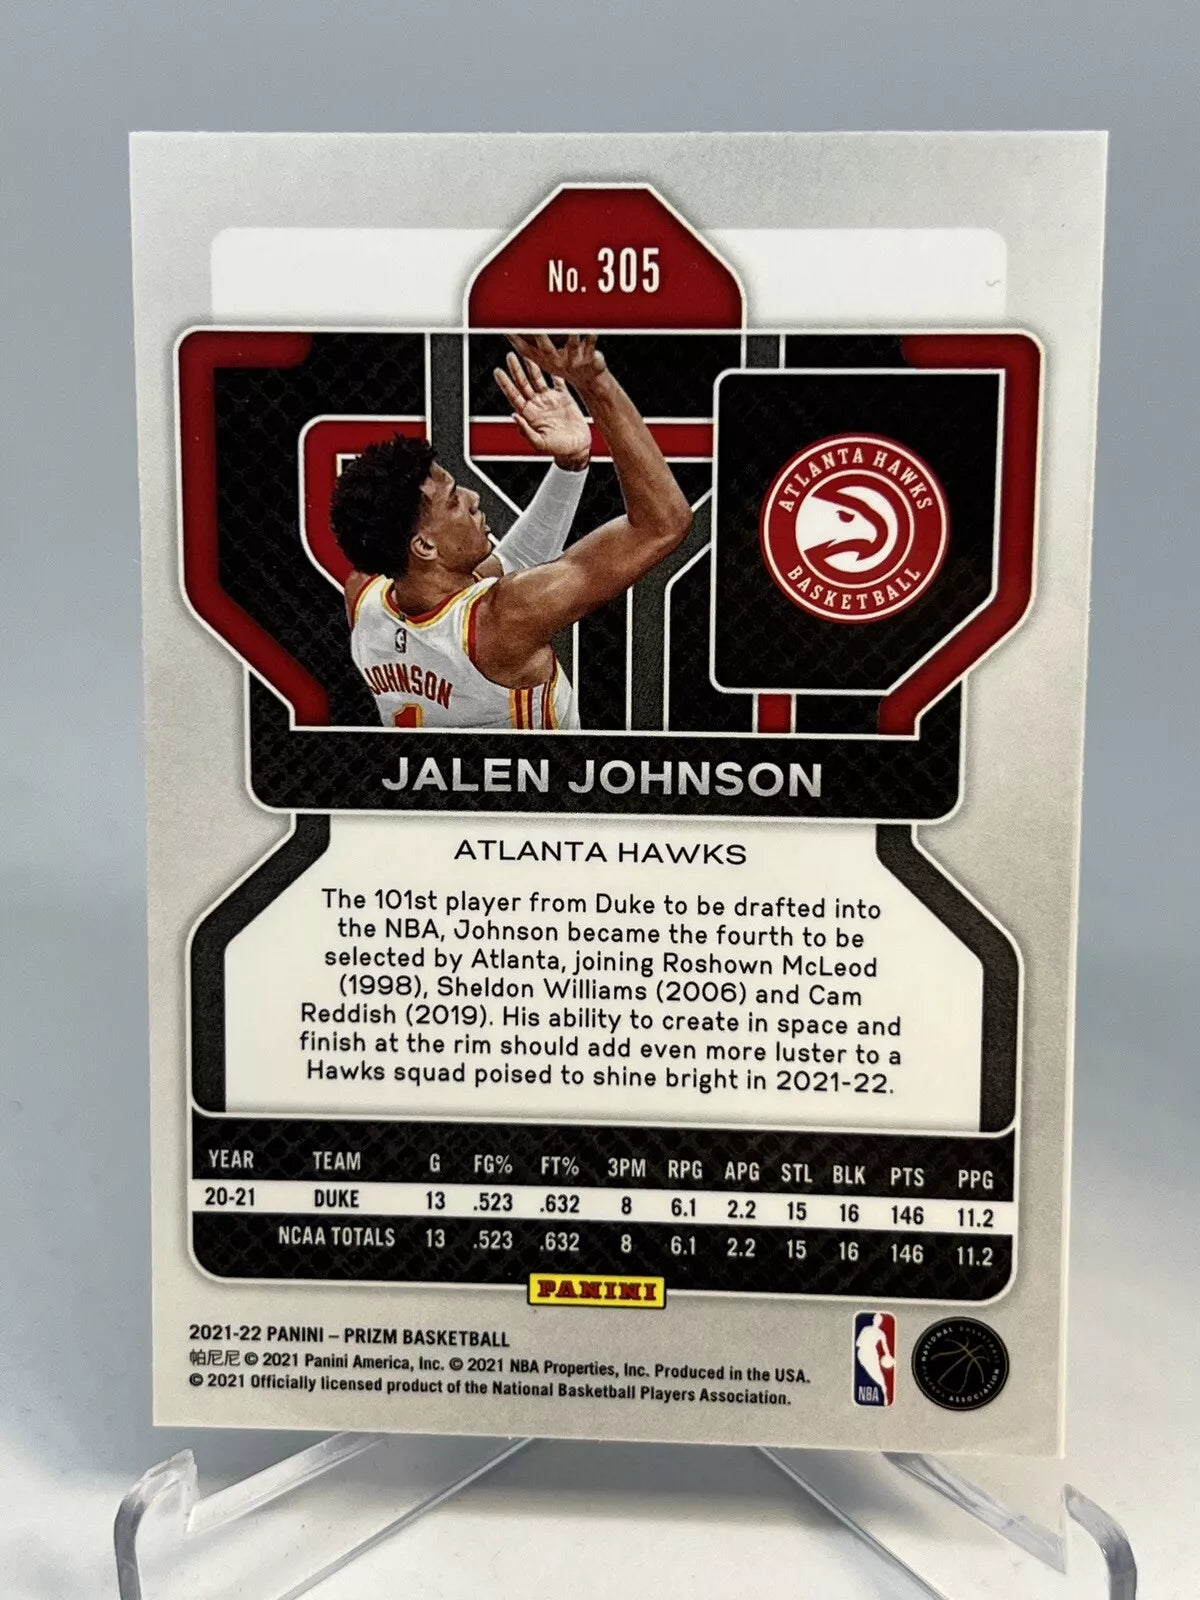 No. 305
ATLANTA HAWKS
BASKETBALL
JOHNSON
1
JALEN JOHNSON
ATLANTA HAWKS
The 101st player from Duke to be drafted into
the NBA, Johnson became the fourth to be
selected by Atlanta, joining Roshown McLeod
(1998), Sheldon Williams (2006) and Cam
Reddish (2019). His ability to create in space and
finish at the rim should add even more luster to a
Hawks squad poised to shine bright in 2021-22.
YEAR TEAM G FG% FT% 3PM RPG APG STL BLK PTS PPG
20-21 DUKE 13 .523 .632 8 6.1 2.2 15 16 146 11.2
NCAA TOTALS 13 .523 .632 8 6.1 2.2 15 16 146 11.2
PANINI
2021-22 PANINI – PRIZM BASKETBALL
帕尼尼 © 2021 Panini America, Inc. © 2021 NBA Properties, Inc. Produced in the USA.
© 2021 Officially licensed product of the National Basketball Players Association.
NBA
NATIONAL BASKETBALL PLAYERS ASSOCIATION